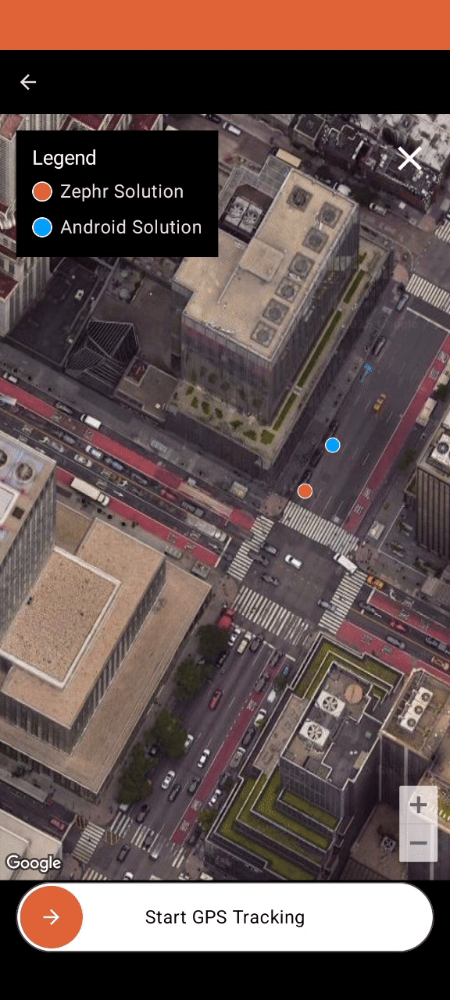 Legend
Zephr Solution
Android Solution
Google
Start GPS Tracking